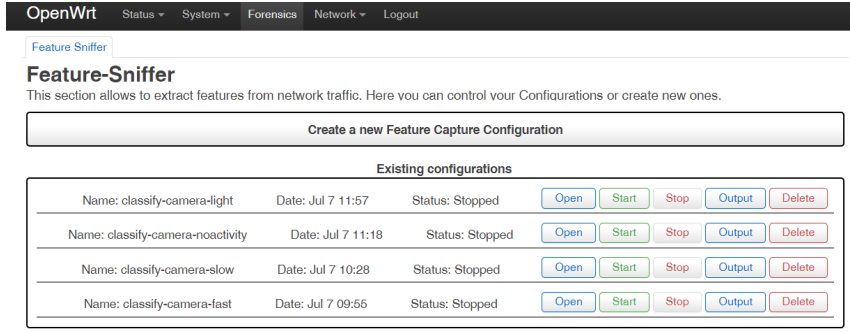 OpenWrt Status System Forensics Network Logout
Feature Sniffer
Feature-Sniffer
This section allows to extract features from network traffic. Here you can control your Configurations or create new ones.
Create a new Feature Capture Configuration
Existing configurations
Name: classify-camera-light Date: Jul 7 11:57 Status: Stopped Open Start Stop Output Delete
Name: classify-camera-noactivity Date: Jul 7 11:18 Status: Stopped Open Start Stop Output Delete
Name: classify-camera-slow Date: Jul 7 10:28 Status: Stopped Open Start Stop Output Delete
Name: classify-camera-fast Date: Jul 7 09:55 Status: Stopped Open Start Stop Output Delete